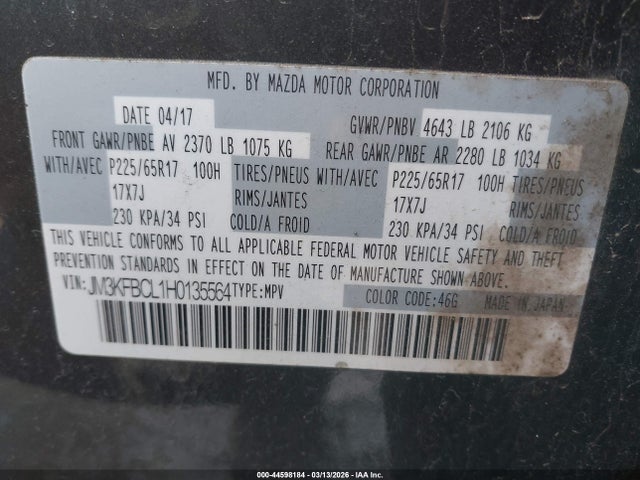 MFD. BY MAZDA MOTOR CORPORATION
DATE 04/17 GVWR/PNBV 4643 LB 2106 KG
FRONT GAWR/PNBE AV 2370 LB 1075 KG REAR GAWR/PNBE AR 2280 LB 1034 KG
WITH/AVEC P225/65R17 100H TIRES/PNEUS WITH/AVEC P225/65R17 100H TIRES/PNEUS
17X7J RIMS/JANTES 17X7J RIMS/JANTES
230 KPA/34 PSI COLD/A FROID 230 KPA/34 PSI COLD/A FROID
THIS VEHICLE CONFORMS TO ALL APPLICABLE FEDERAL MOTOR VEHICLE SAFETY AND THEFT
PREVENTION STANDARDS IN EFFECT ON THE DATE OF MANUFACTURE SHOWN ABOVE.
VIN: JM3KFBCL1H0135564 TYPE: MPV COLOR CODE: 46G MADE IN JAPAN
000-44598184 - 03/13/2026 - IAA Inc.